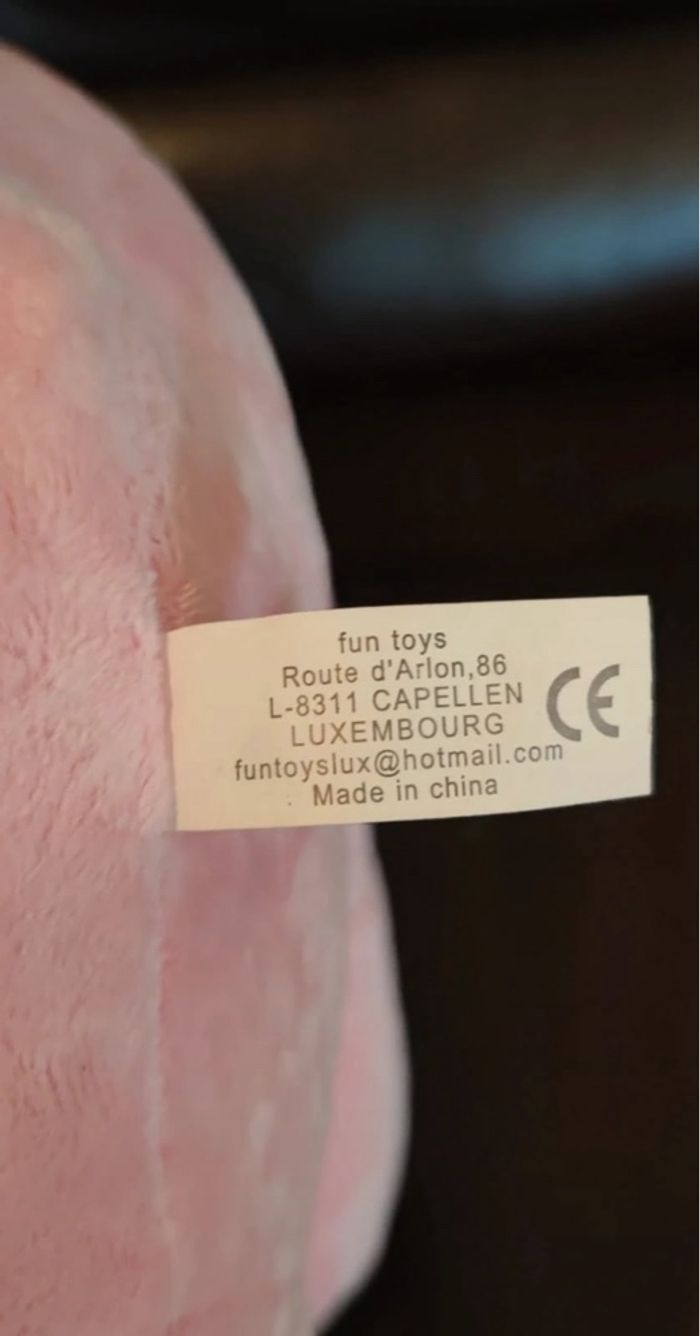 fun toys
Route d'Arlon,86
L-8311 CAPELLEN
LUXEMBOURG
funtoyslux@hotmail.com
Made in china
CE